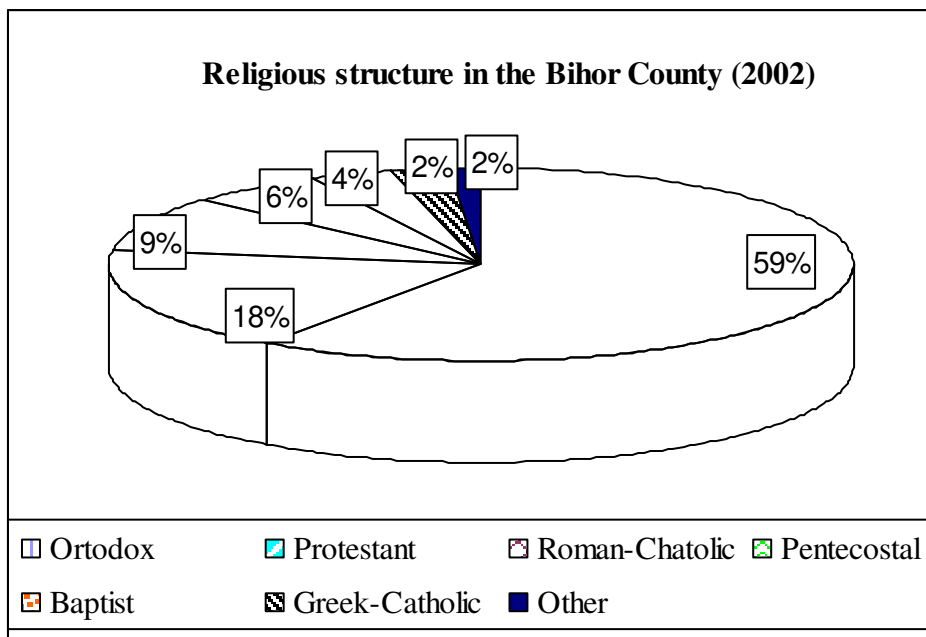 Religious structure in the Bihor County (2002)
2% 2%
4%
6%
9%
59%
18%
Ortodox Protestant Roman-Chatolic Pentecostal
Baptist Greek-Catholic Other